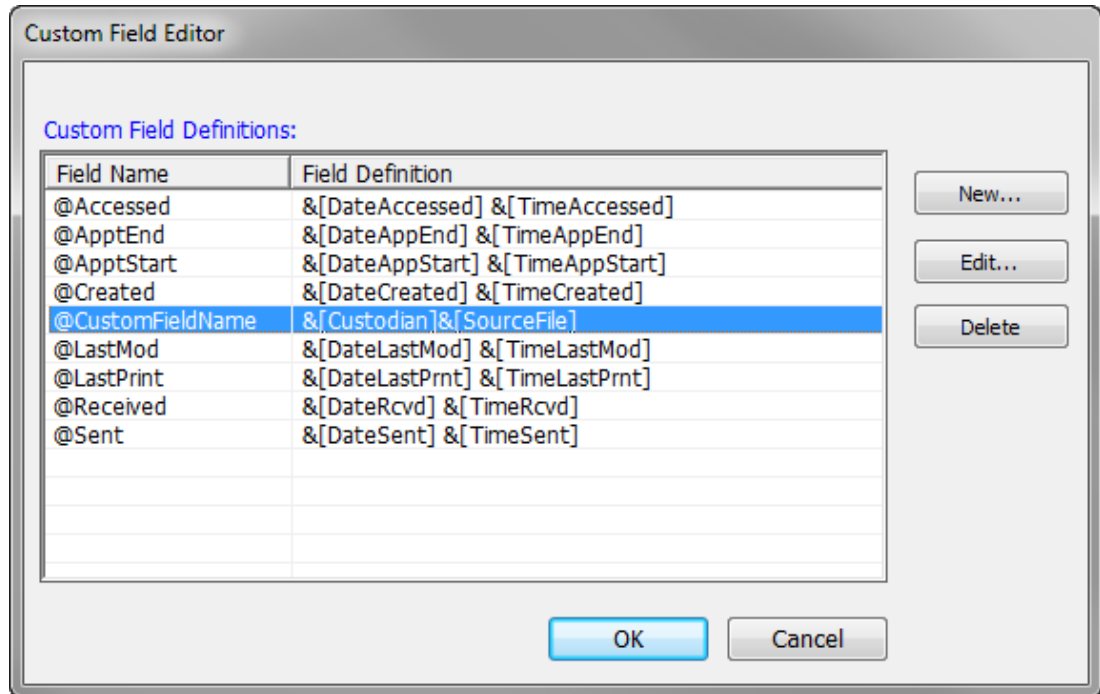 Custom Field Editor
Custom Field Definitions:
Field Name Field Definition
@Accessed &[DateAccessed] &[TimeAccessed]
@ApptEnd &[DateAppEnd] &[TimeAppEnd]
@ApptStart &[DateAppStart] &[TimeAppStart]
@Created &[DateCreated] &[TimeCreated]
@CustomFieldName &[Custodian]&[SourceFile]
@LastMod &[DateLastMod] &[TimeLastMod]
@LastPrint &[DateLastPrnt] &[TimeLastPrnt]
@Received &[DateRcvd] &[TimeRcvd]
@Sent &[DateSent] &[TimeSent]
New...
Edit...
Delete
OK Cancel